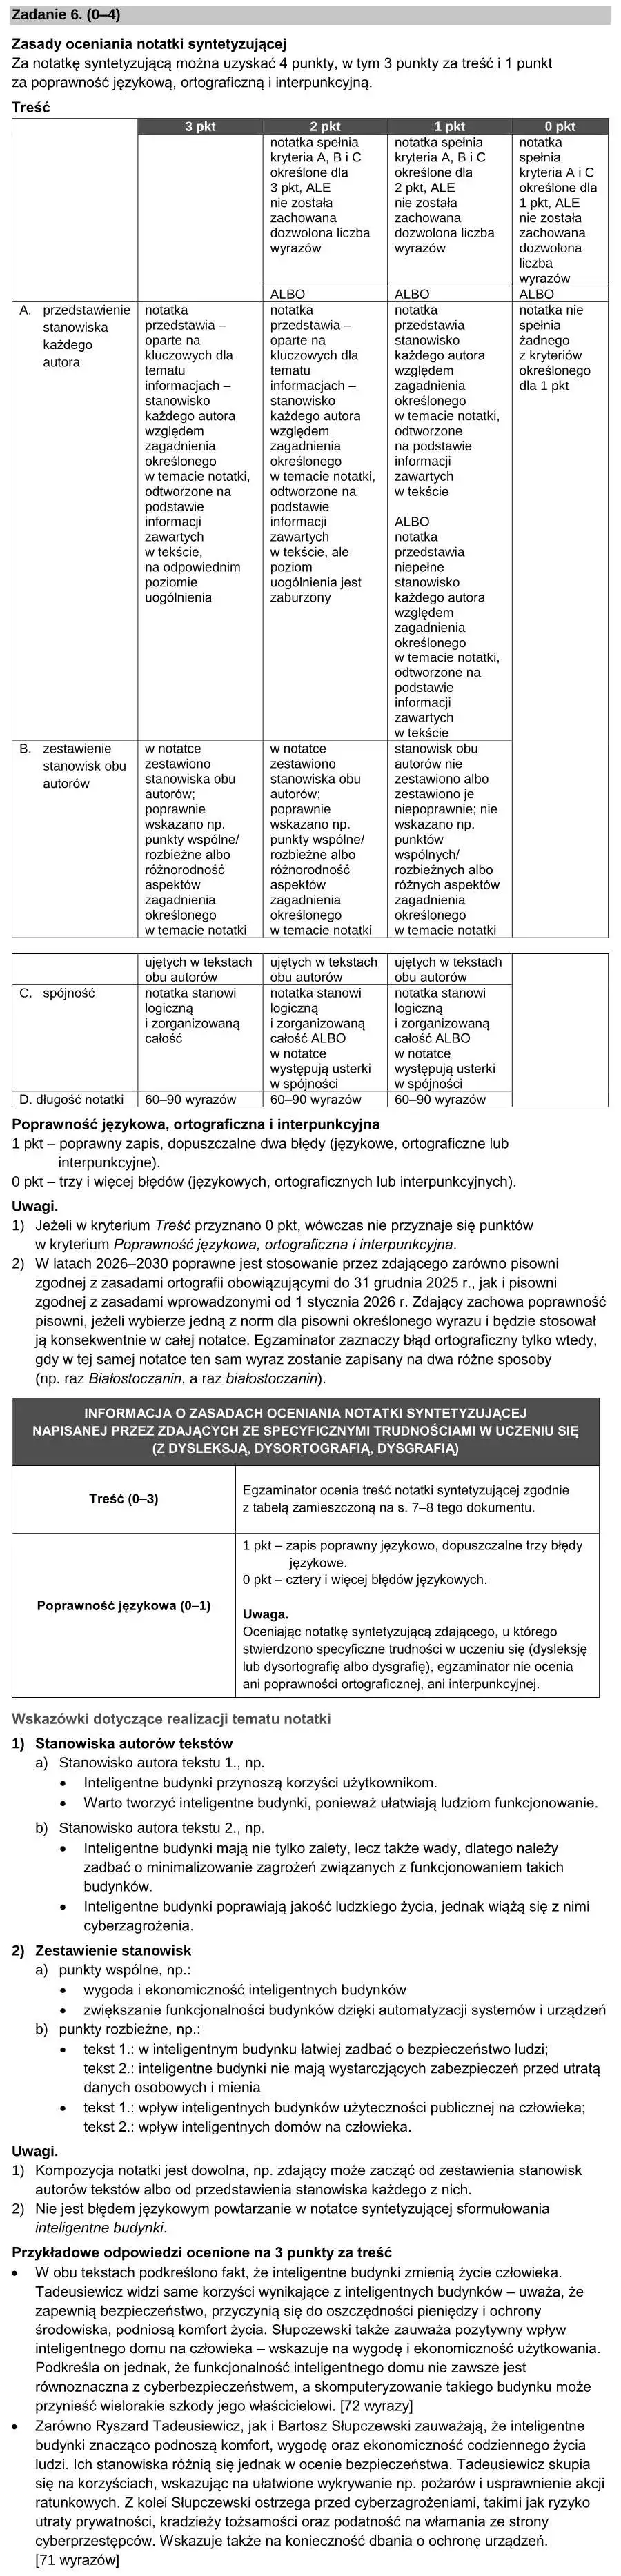 Zadanie 6. (0–4)
Zasady oceniania notatki syntetyzującej
Za notatkę syntetyzującą można uzyskać 4 punkty, w tym 3 punkty za treść i 1 punkt
za poprawność językową, ortograficzną i interpunkcyjną.
Treść
3 pkt
2 pkt
1 pkt
0 pkt
notatka spełnia
kryteria A, B i C
określone dla
3 pkt, ALE
nie została
zachowana
dozwolona liczba
wyrazów
notatka spełnia
kryteria A, B i C
określone dla
2 pkt, ALE
nie została
zachowana
dozwolona liczba
wyrazów
notatka
spełnia
kryteria A i C
określone dla
1 pkt, ALE
nie została
zachowana
dozwolona
liczba
wyrazów
ALBO
ALBO
ALBO
A. przedstawienie
stanowiska
każdego
autora
notatka
przedstawia –
oparte na
kluczowych dla
tematu
informacjach –
stanowisko
każdego autora
względem
zagadnienia
określonego
w temacie notatki,
odtworzone na
podstawie
informacji
zawartych
w tekście,
na odpowiednim
poziomie
uogólnienia
notatka
przedstawia –
oparte na
kluczowych dla
tematu
informacjach –
stanowisko
każdego autora
względem
zagadnienia
określonego
w temacie notatki,
odtworzone na
podstawie
informacji
zawartych
w tekście, ale
poziom
uogólnienia jest
zaburzony
notatka
przedstawia
stanowisko
każdego autora
względem
zagadnienia
określonego
w temacie notatki,
odtworzone
na podstawie
informacji
zawartych
w tekście
ALBO
notatka
przedstawia
niepełne
stanowisko
każdego autora
względem
zagadnienia
określonego
w temacie notatki,
odtworzone na
podstawie
informacji
zawartych
w tekście
notatka nie
spełnia
żadnego
z kryteriów
określonego
dla 1 pkt
B. zestawienie
stanowisk obu
autorów
w notatce
zestawiono
stanowiska obu
autorów;
poprawnie
wskazano np.
punkty wspólne/
rozbieżne albo
różnorodność
aspektów
zagadnienia
określonego
w temacie notatki
w notatce
zestawiono
stanowiska obu
autorów;
poprawnie
wskazano np.
punkty wspólne/
rozbieżne albo
różnorodność
aspektów
zagadnienia
określonego
w temacie notatki
stanowisk obu
autorów nie
zestawiono albo
zestawiono je
niepoprawnie; nie
wskazano np.
punktów
wspólnych/
rozbieżnych albo
różnych aspektów
zagadnienia
określonego
w temacie notatki
ujętych w tekstach
obu autorów
ujętych w tekstach
obu autorów
ujętych w tekstach
obu autorów
C. spójność
notatka stanowi
logiczną
i zorganizowaną
całość
notatka stanowi
logiczną
i zorganizowaną
całość ALBO
w notatce
występują usterki
w spójności
notatka stanowi
logiczną
i zorganizowaną
całość ALBO
w notatce
występują usterki
w spójności
D. długość notatki
60–90 wyrazów
60–90 wyrazów
60–90 wyrazów
Poprawność językowa, ortograficzna i interpunkcyjna
1 pkt – poprawny zapis, dopuszczalne dwa błędy (językowe, ortograficzne lub
interpunkcyjne).
0 pkt – trzy i więcej błędów (językowych, ortograficznych lub interpunkcyjnych).
Uwagi.
1) Jeżeli w kryterium Treść przyznano 0 pkt, wówczas nie przyznaje się punktów
w kryterium Poprawność językowa, ortograficzna i interpunkcyjna.
2) W latach 2026–2030 poprawne jest stosowanie przez zdającego zarówno pisowni
zgodnej z zasadami ortografii obowiązującymi do 31 grudnia 2025 r., jak i pisowni
zgodnej z zasadami wprowadzonymi od 1 stycznia 2026 r. Zdający zachowa poprawność
pisowni, jeżeli wybierze jedną z norm dla pisowni określonego wyrazu i będzie stosował
ją konsekwentnie w całej notatce. Egzaminator zaznaczy błąd ortograficzny tylko wtedy,
gdy w tej samej notatce ten sam wyraz zostanie zapisany na dwa różne sposoby
(np. raz Białostoczanin, a raz białostoczanin).
INFORMACJA O ZASADACH OCENIANIA NOTATKI SYNTETYZUJĄCEJ
NAPISANEJ PRZEZ ZDAJĄCYCH ZE SPECYFICZNYMI TRUDNOŚCIAMI W UCZENIU SIĘ
(Z DYSLEKSJĄ, DYSORTOGRAFIĄ, DYSGRAFIĄ)
Treść (0–3)
Egzaminator ocenia treść notatki syntetyzującej zgodnie
z tabelą zamieszczoną na s. 7–8 tego dokumentu.
Poprawność językowa (0–1)
1 pkt – zapis poprawny językowo, dopuszczalne trzy błędy
językowe.
0 pkt – cztery i więcej błędów językowych.
Uwaga.
Oceniając notatkę syntetyzującą zdającego, u którego
stwierdzono specyficzne trudności w uczeniu się (dysleksję
lub dysortografię albo dysgrafię), egzaminator nie ocenia
ani poprawności ortograficznej, ani interpunkcyjnej.
Wskazówki dotyczące realizacji tematu notatki
1) Stanowiska autorów tekstów
a) Stanowisko autora tekstu 1., np.
• Inteligentne budynki przynoszą korzyści użytkownikom.
• Warto tworzyć inteligentne budynki, ponieważ ułatwiają ludziom funkcjonowanie.
b) Stanowisko autora tekstu 2., np.
• Inteligentne budynki mają nie tylko zalety, lecz także wady, dlatego należy
zadbać o minimalizowanie zagrożeń związanych z funkcjonowaniem takich
budynków.
• Inteligentne budynki poprawiają jakość ludzkiego życia, jednak wiążą się z nimi
cyberzagrożenia.
2) Zestawienie stanowisk
a) punkty wspólne, np.:
• wygoda i ekonomiczność inteligentnych budynków
• zwiększanie funkcjonalności budynków dzięki automatyzacji systemów i urządzeń
b) punkty rozbieżne, np.:
• tekst 1.: w inteligentnym budynku łatwiej zadbać o bezpieczeństwo ludzi;
tekst 2.: inteligentne budynki nie mają wystarczjących zabezpieczeń przed utratą
danych osobowych i mienia
• tekst 1.: wpływ inteligentnych budynków użyteczności publicznej na człowieka;
tekst 2.: wpływ inteligentnych domów na człowieka.
Uwagi.
1) Kompozycja notatki jest dowolna, np. zdający może zacząć od zestawienia stanowisk
autorów tekstów albo od przedstawienia stanowiska każdego z nich.
2) Nie jest błędem językowym powtarzanie w notatce syntetyzującej sformułowania
inteligentne budynki.
Przykładowe odpowiedzi ocenione na 3 punkty za treść
• W obu tekstach podkreślono fakt, że inteligentne budynki zmienią życie człowieka.
Tadeusiewicz widzi same korzyści wynikające z inteligentnych budynków – uważa, że
zapewnią bezpieczeństwo, przyczynią się do oszczędności pieniędzy i ochrony
środowiska, podniosą komfort życia. Słupczewski także zauważa pozytywny wpływ
inteligentnego domu na człowieka – wskazuje na wygodę i ekonomiczność użytkowania.
Podkreśla on jednak, że funkcjonalność inteligentnego domu nie zawsze jest
równoznaczna z cyberbezpieczeństwem, a skomputeryzowanie takiego budynku może
przynieść wielorakie szkody jego właścicielowi. [72 wyrazy]
• Zarówno Ryszard Tadeusiewicz, jak i Bartosz Słupczewski zauważają, że inteligentne
budynki znacząco podnoszą komfort, wygodę oraz ekonomiczność codziennego życia
ludzi. Ich stanowiska różnią się jednak w ocenie bezpieczeństwa. Tadeusiewicz skupia
się na korzyściach, wskazując na ułatwione wykrywanie np. pożarów i usprawnienie akcji
ratunkowych. Z kolei Słupczewski ostrzega przed cyberzagrożeniami, takimi jak ryzyko
utraty prywatności, kradzieży tożsamości oraz podatność na włamania ze strony
cyberprzestępców. Wskazuje także na konieczność dbania o ochronę urządzeń.
[71 wyrazów]